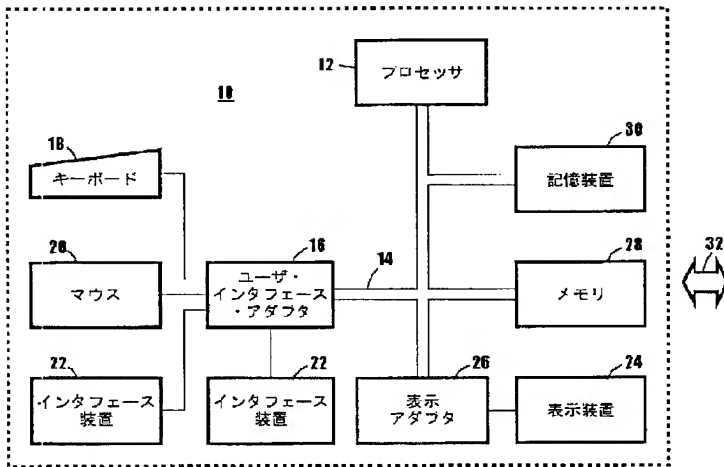 12
プロセッサ
10
18
キーボード
30
記憶装置
20
マウス
16
ユーザ・
インタフェース
・アダプタ
14
28
メモリ
32
22
インタフェース
装置
22
インタフェース
装置
26
表示
アダプタ
24
表示装置